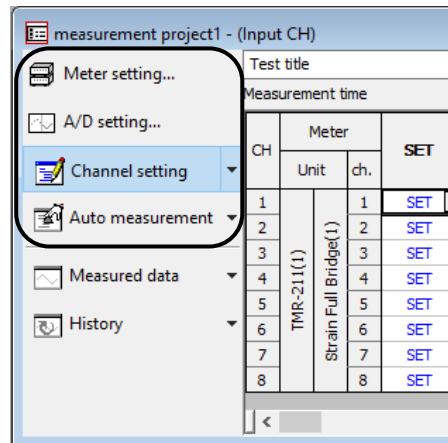 measurement project1 - (Input CH)
Meter setting...
A/D setting...
Channel setting
Auto measurement
Measured data
History
Test title
Measurement time
CH Meter SET
Unit ch.
TMR-211(1)
Strain Full Bridge(1)
1 1 SET
2 2 SET
3 3 SET
4 4 SET
5 5 SET
6 6 SET
7 7 SET
8 8 SET